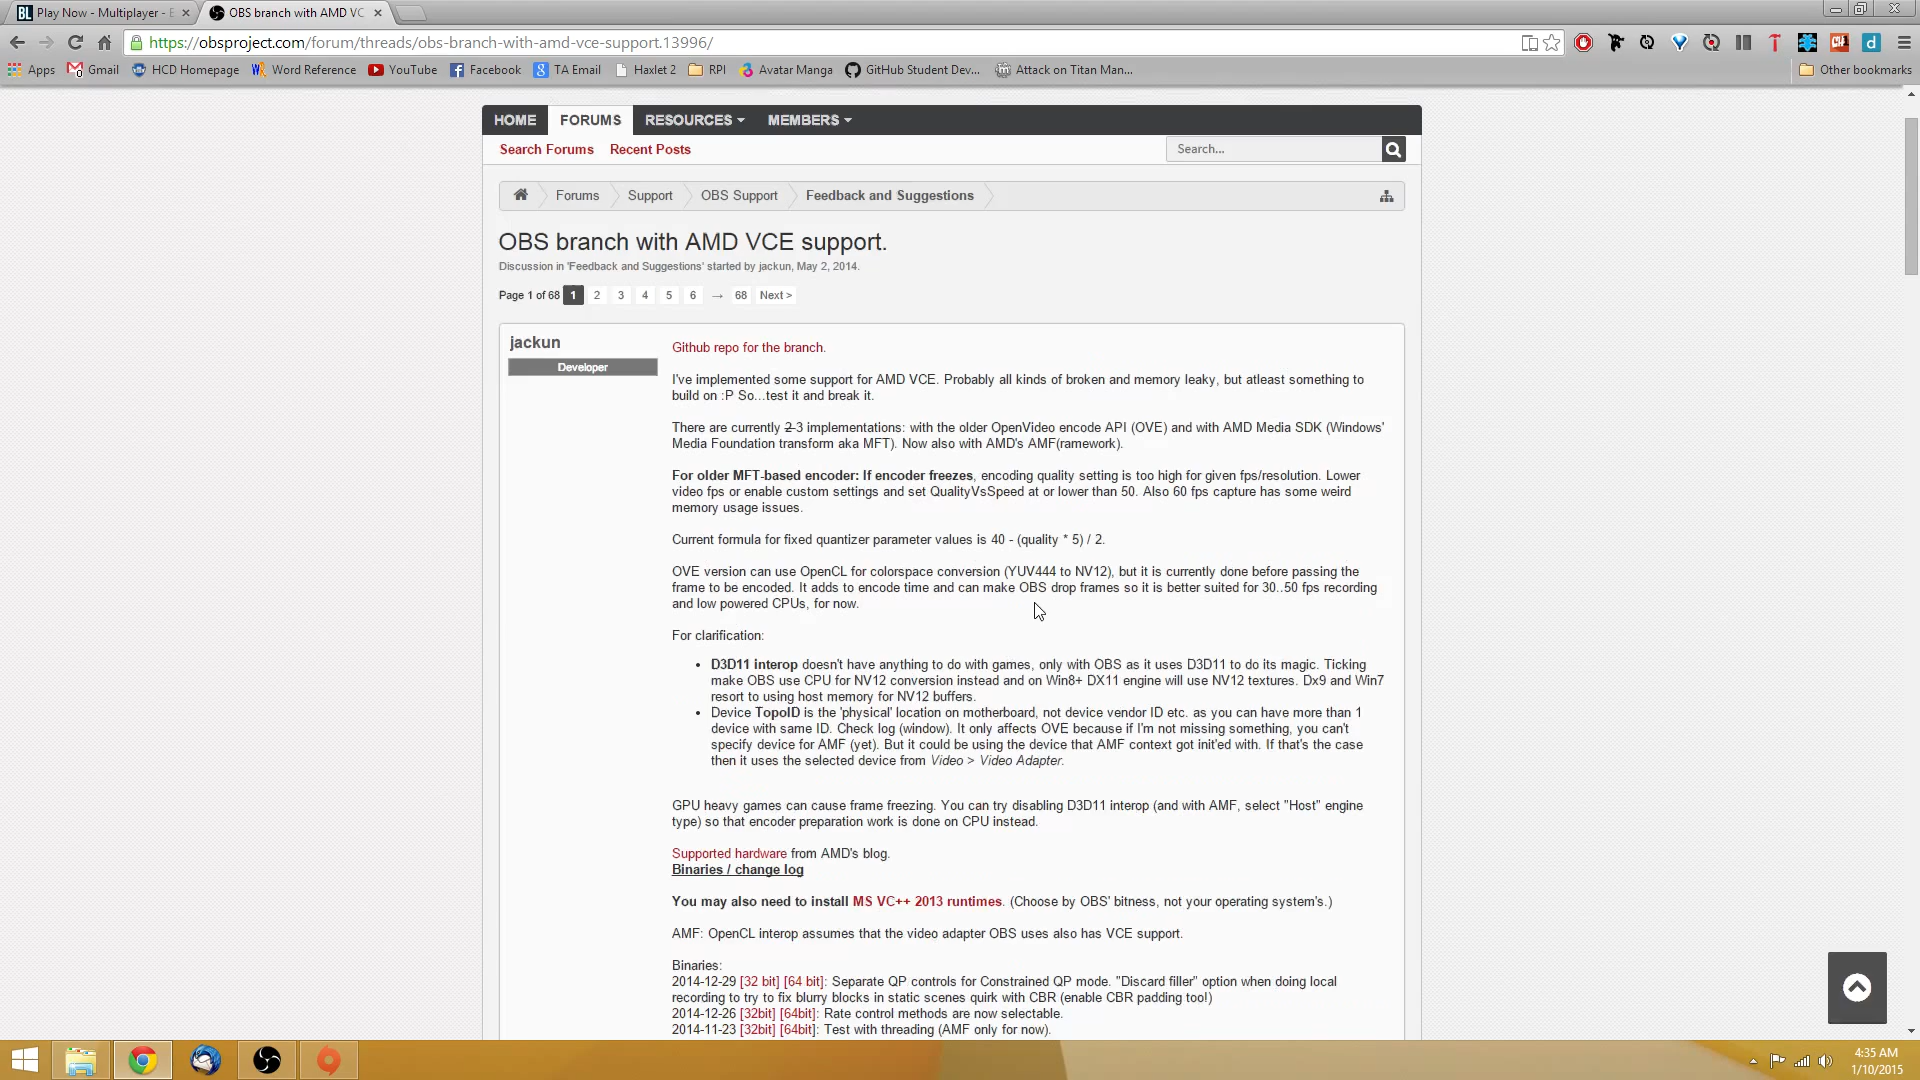 Play Now - Multiplayer - E
OBS branch with AMD VC
https://obsproject.com/forum/threads/obs-branch-with-amd-vce-support.13996/
Apps Gmail HCD Homepage Word Reference YouTube Facebook TA Email Haxlet 2 RPI Avatar Manga GitHub Student Dev... Attack on Titan Man... Other bookmarks
HOME FORUMS RESOURCES MEMBERS
Search Forums Recent Posts Search...
Forums Support OBS Support Feedback and Suggestions
OBS branch with AMD VCE support.
Discussion in 'Feedback and Suggestions' started by jackun, May 2, 2014.
Page 1 of 68 1 2 3 4 5 6 → 68 Next >
jackun
Developer
Github repo for the branch.
I've implemented some support for AMD VCE. Probably all kinds of broken and memory leaky, but atleast something to
build on :P So...test it and break it.
There are currently 2 3 implementations: with the older OpenVideo encode API (OVE) and with AMD Media SDK (Windows'
Media Foundation transform aka MFT). Now also with AMD's AMF(ramework).
For older MFT-based encoder: If encoder freezes, encoding quality setting is too high for given fps/resolution. Lower
video fps or enable custom settings and set QualityVsSpeed at or lower than 50. Also 60 fps capture has some weird
memory usage issues.
Current formula for fixed quantizer parameter values is 40 - (quality * 5) / 2.
OVE version can use OpenCL for colorspace conversion (YUV444 to NV12), but it is currently done before passing the
frame to be encoded. It adds to encode time and can make OBS drop frames so it is better suited for 30..50 fps recording
and low powered CPUs, for now.
For clarification:
• D3D11 interop doesn't have anything to do with games, only with OBS as it uses D3D11 to do its magic. Ticking
make OBS use CPU for NV12 conversion instead and on Win8+ DX11 engine will use NV12 textures. Dx9 and Win7
resort to using host memory for NV12 buffers.
• Device TopoID is the 'physical' location on motherboard, not device vendor ID etc. as you can have more than 1
device with same ID. Check log (window). It only affects OVE because if I'm not missing something, you can't
specify device for AMF (yet). But it could be using the device that AMF context got init'ed with. If that's the case
then it uses the selected device from Video > Video Adapter.
GPU heavy games can cause frame freezing. You can try disabling D3D11 interop (and with AMF, select "Host" engine
type) so that encoder preparation work is done on CPU instead.
Supported hardware from AMD's blog.
Binaries / change log
You may also need to install MS VC++ 2013 runtimes. (Choose by OBS' bitness, not your operating system's.)
AMF: OpenCL interop assumes that the video adapter OBS uses also has VCE support.
Binaries:
2014-12-29 [32 bit] [64 bit]: Separate QP controls for Constrained QP mode. "Discard filler" option when doing local
recording to try to fix blurry blocks in static scenes quirk with CBR (enable CBR padding too!)
2014-12-26 [32bit] [64bit]: Rate control methods are now selectable.
2014-11-23 [32bit] [64bit]: Test with threading (AMF only for now).
4:35 AM
1/10/2015